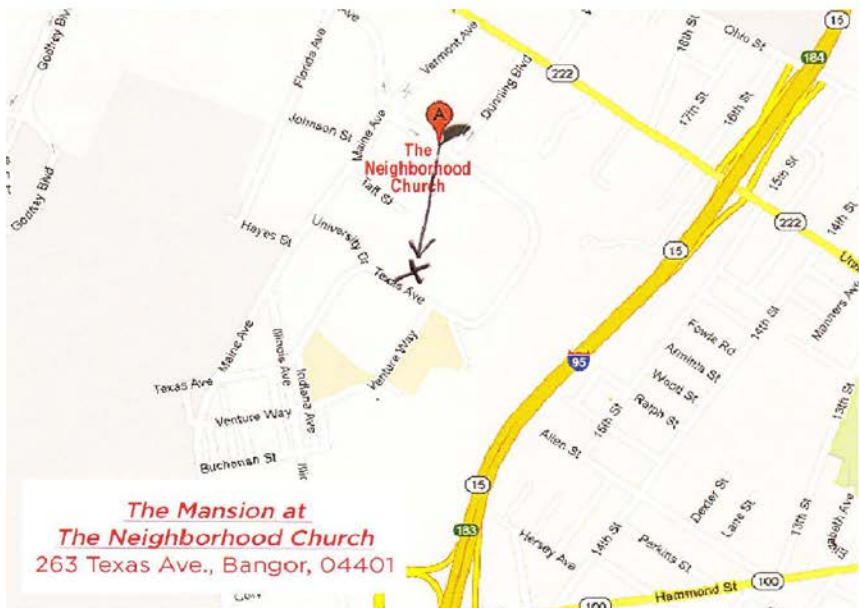 Godfrey Blvd
Florida Ave
Ave
Vermont Ave
Dunning Blvd
222
15
Ohio St
184
18th St
17th St
16th St
15th St
14th St
222
Johnson St
Maine Ave
A
The
Neighborhood
Church
Taft St
Hayes St
University Dr
X
Texas Ave
Godfrey Blvd
15
Manners Ave
Maine Ave
Illinois Ave
Indiana Ave
Venture Way
95
Fowle Rd
Arminta St
Wood St
Ralph St
14th St
13th St
Texas Ave
Venture Way
Buchanan St
15th St
Allen St
15
183
Dexter St
Lane St
13th St
Hersey Ave
14th St
Perkins St
Hammond St
100
100
The Mansion at
The Neighborhood Church
263 Texas Ave., Bangor, 04401